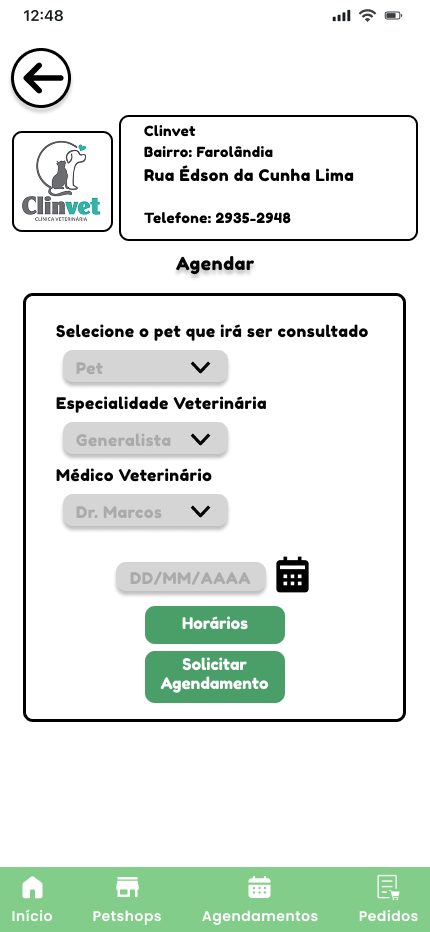 12:48
Clinvet
Bairro: Farolândia
Rua Édson da Cunha Lima
Telefone: 2935-2948
Clinvet
CLÍNICA VETERINÁRIA
Agendar
Selecione o pet que irá ser consultado
Pet
Especialidade Veterinária
Generalista
Médico Veterinário
Dr. Marcos
DD/MM/AAAA
Horários
Solicitar
Agendamento
Início
Petshops
Agendamentos
Pedidos